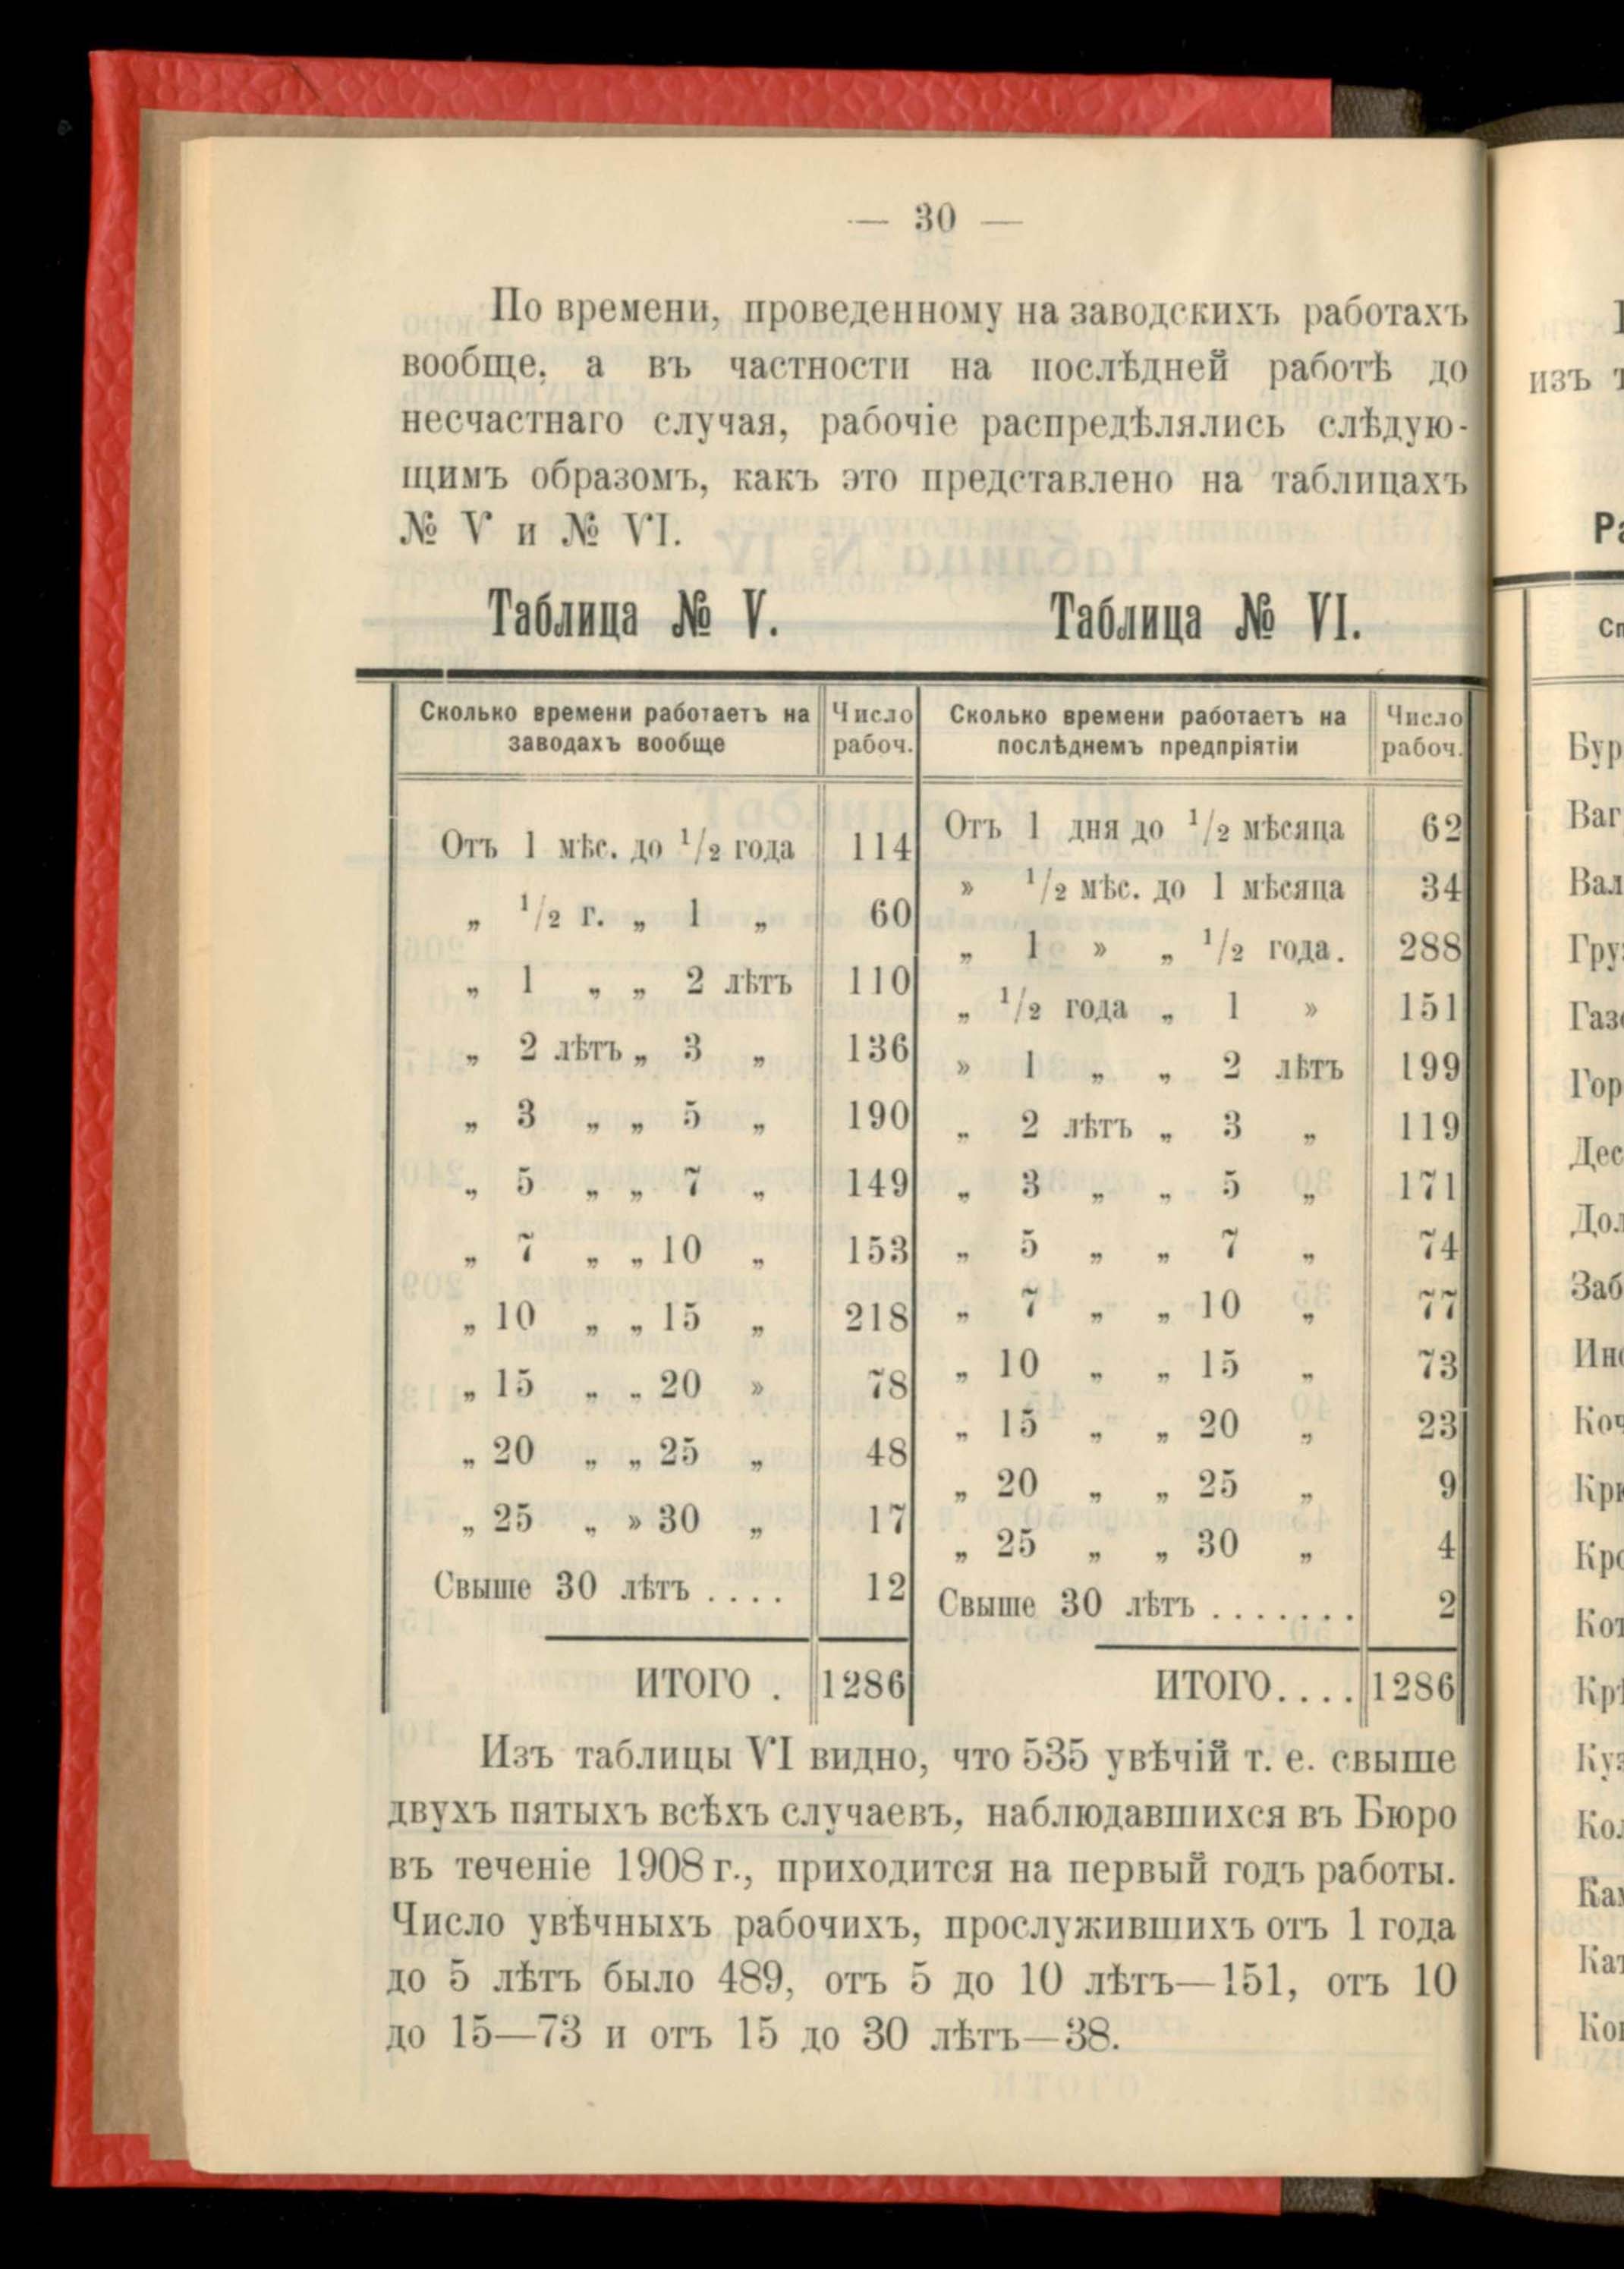 — 30 —
По времени, проведенному на заводскихъ работахъ
вообще, а въ частности на послѣдней работѣ до
несчастнаго случая, рабочіе распредѣлялись слѣдую-
щимъ образомъ, какъ это представлено на таблицахъ
№ V и № VI.
Таблица № V.
Сколько времени работаетъ на
заводахъ вообще
Число
рабоч.
Отъ 1 мѣс. до 1/2 года 114
„ 1/2 г. „ 1 „ 60
„ 1 „ „ 2 лѣтъ 110
„ 2 лѣтъ „ 3 „ 136
„ 3 „ „ 5 „ 190
„ 5 „ „ 7 „ 149
„ 7 „ „ 10 „ 153
„ 10 „ „ 15 „ 218
„ 15 „ „ 20 » 78
„ 20 „ „ 25 „ 48
„ 25 „ » 30 „ 17
Свыше 30 лѣтъ .... 12
ИТОГО . 1286
Таблица № VI.
Сколько времени работаетъ на
послѣднемъ предпріятіи
Число
рабоч.
Отъ 1 дня до 1/2 мѣсяца 62
» 1/2 мѣс. до 1 мѣсяца 34
„ 1 » „ 1/2 года. 288
„ 1/2 года „ 1 » 151
» 1 „ „ 2 лѣтъ 199
„ 2 лѣтъ „ 3 „ 119
„ 3 „ „ 5 „ 171
„ 5 „ „ 7 „ 74
„ 7 „ „ 10 „ 77
„ 10 „ „ 15 „ 73
„ 15 „ „ 20 „ 23
„ 20 „ „ 25 „ 9
„ 25 „ „ 30 „ 4
Свыше 30 лѣтъ ....... 2
ИТОГО.... 1286
Изъ таблицы VI видно, что 535 увѣчій т. е. свыше
двухъ пятыхъ всѣхъ случаевъ, наблюдавшихся въ Бюро
въ теченіе 1908 г., приходится на первый годъ работы.
Число увѣчныхъ рабочихъ, прослужившихъ отъ 1 года
до 5 лѣтъ было 489, отъ 5 до 10 лѣтъ—151, отъ 10
до 15—73 и отъ 15 до 30 лѣтъ—38.
изъ